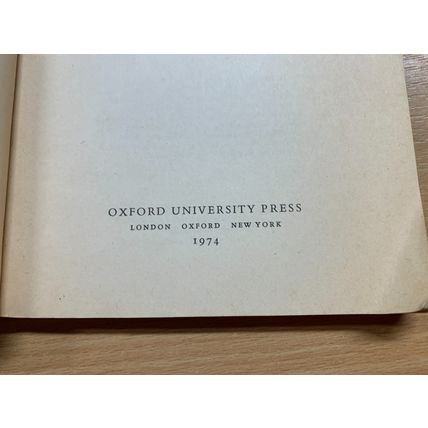 OXFORD UNIVERSITY PRESS
LONDON OXFORD NEW YORK
1974